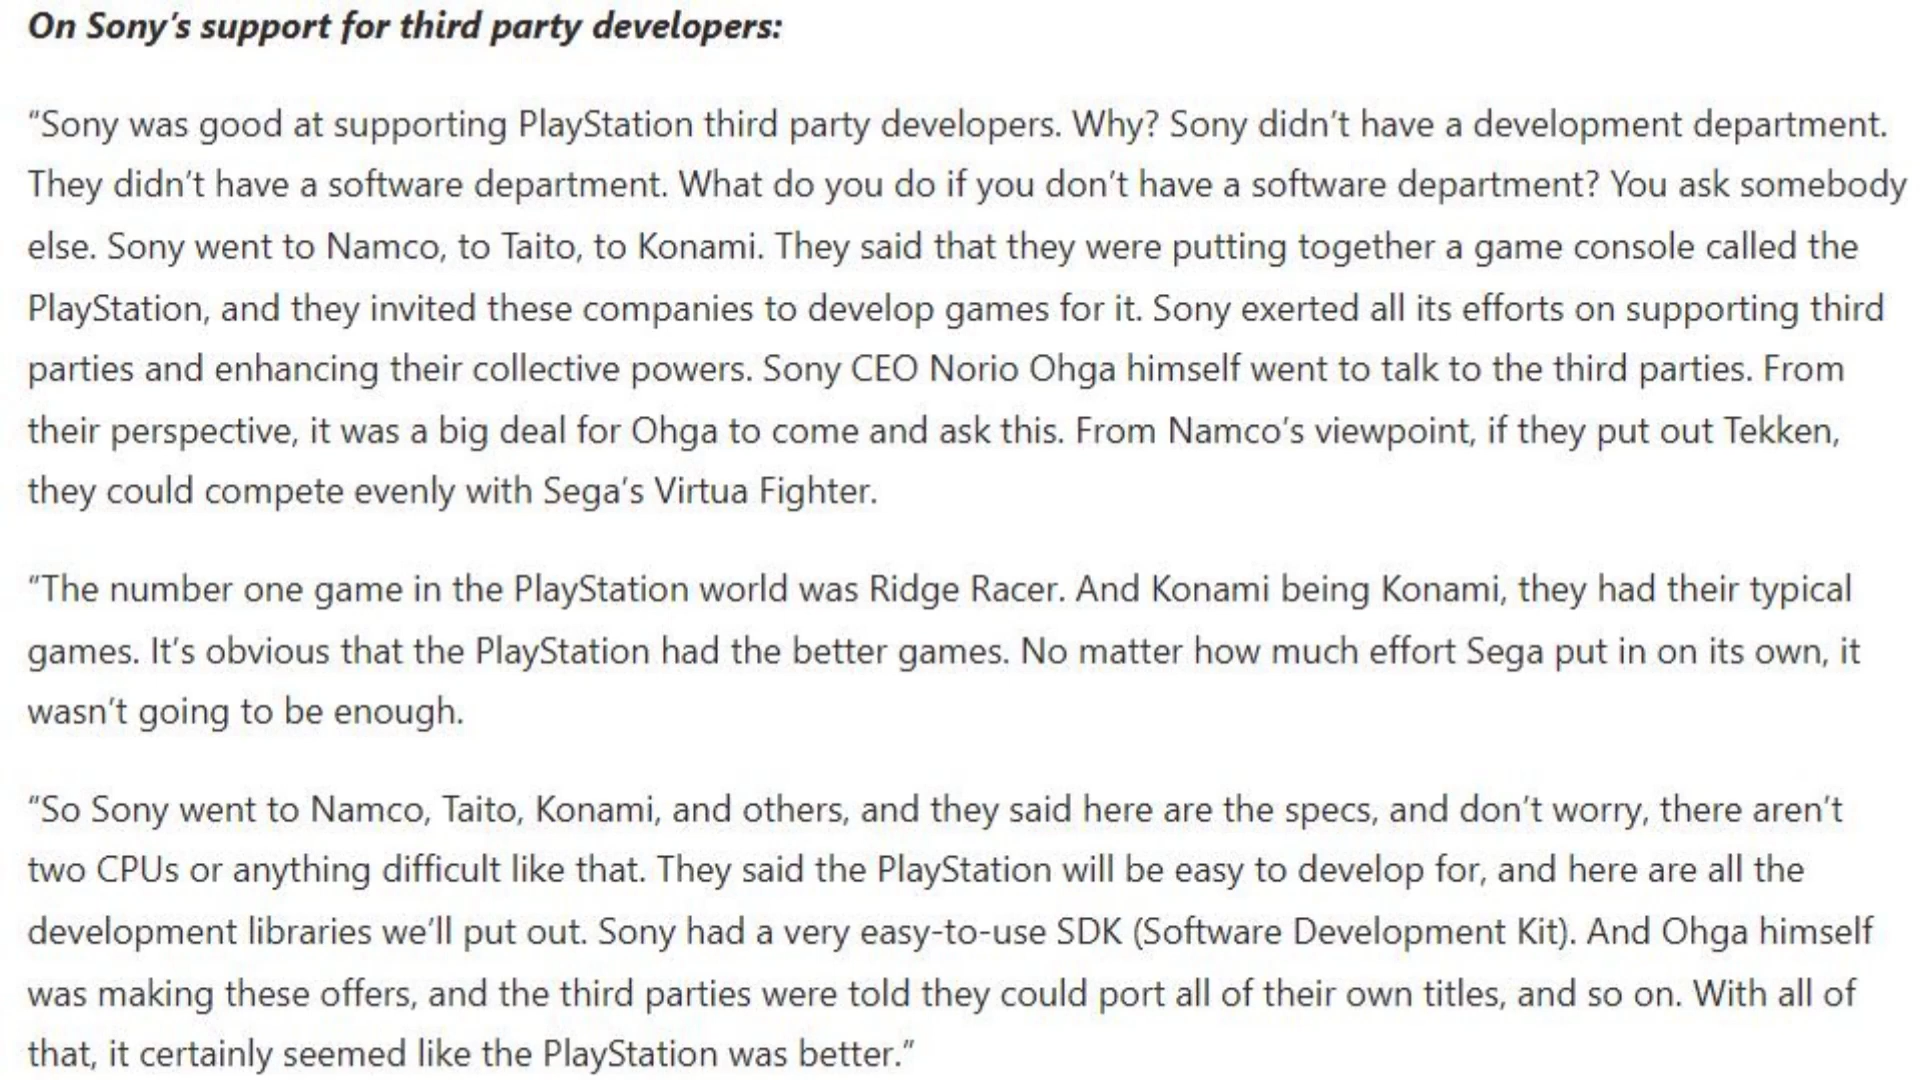 On Sony’s support for third party developers:
“Sony was good at supporting PlayStation third party developers. Why? Sony didn’t have a development department.
They didn’t have a software department. What do you do if you don’t have a software department? You ask somebody
else. Sony went to Namco, to Taito, to Konami. They said that they were putting together a game console called the
PlayStation, and they invited these companies to develop games for it. Sony exerted all its efforts on supporting third
parties and enhancing their collective powers. Sony CEO Norio Ohga himself went to talk to the third parties. From
their perspective, it was a big deal for Ohga to come and ask this. From Namco’s viewpoint, if they put out Tekken,
they could compete evenly with Sega’s Virtua Fighter.
“The number one game in the PlayStation world was Ridge Racer. And Konami being Konami, they had their typical
games. It’s obvious that the PlayStation had the better games. No matter how much effort Sega put in on its own, it
wasn’t going to be enough.
“So Sony went to Namco, Taito, Konami, and others, and they said here are the specs, and don’t worry, there aren’t
two CPUs or anything difficult like that. They said the PlayStation will be easy to develop for, and here are all the
development libraries we’ll put out. Sony had a very easy-to-use SDK (Software Development Kit). And Ohga himself
was making these offers, and the third parties were told they could port all of their own titles, and so on. With all of
that, it certainly seemed like the PlayStation was better.”